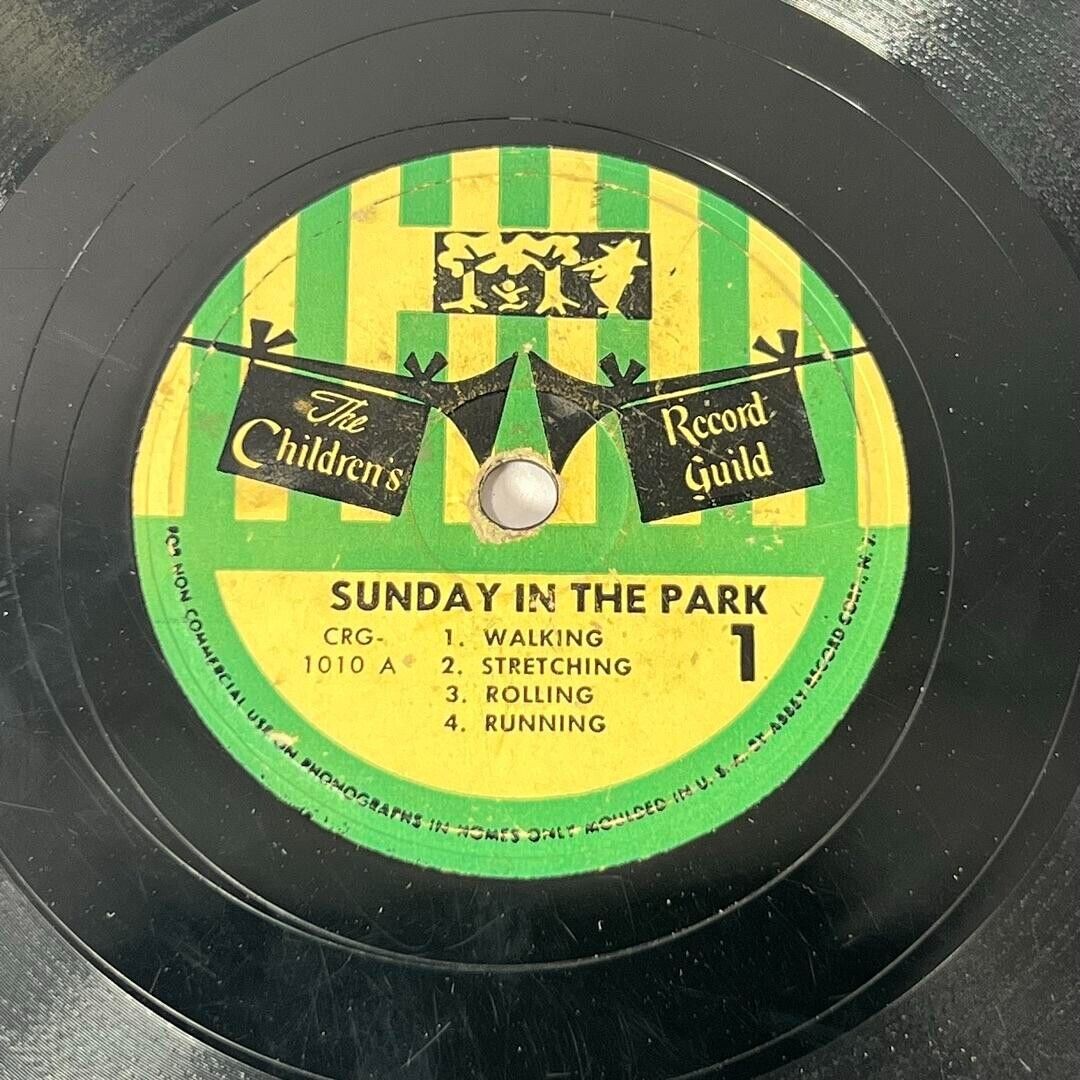 The
Children's
Record
Guild
SUNDAY IN THE PARK
CRG-
1010 A
1. WALKING
2. STRETCHING
3. ROLLING
4. RUNNING
1
FOR NON COMMERCIAL USE ON PHONOGRAPHS IN HOMES ONLY MOULDED IN U. S. A. BY ABBEY RECORD CORP., N. Y.